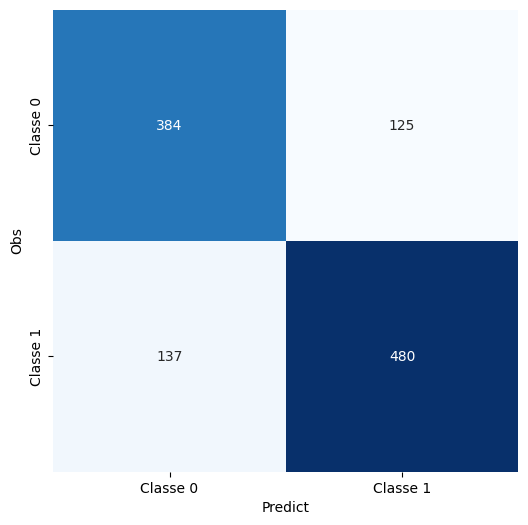 Classe 0
384
125
Obs
Classe 1
137
480
Classe 0
Classe 1
Predict